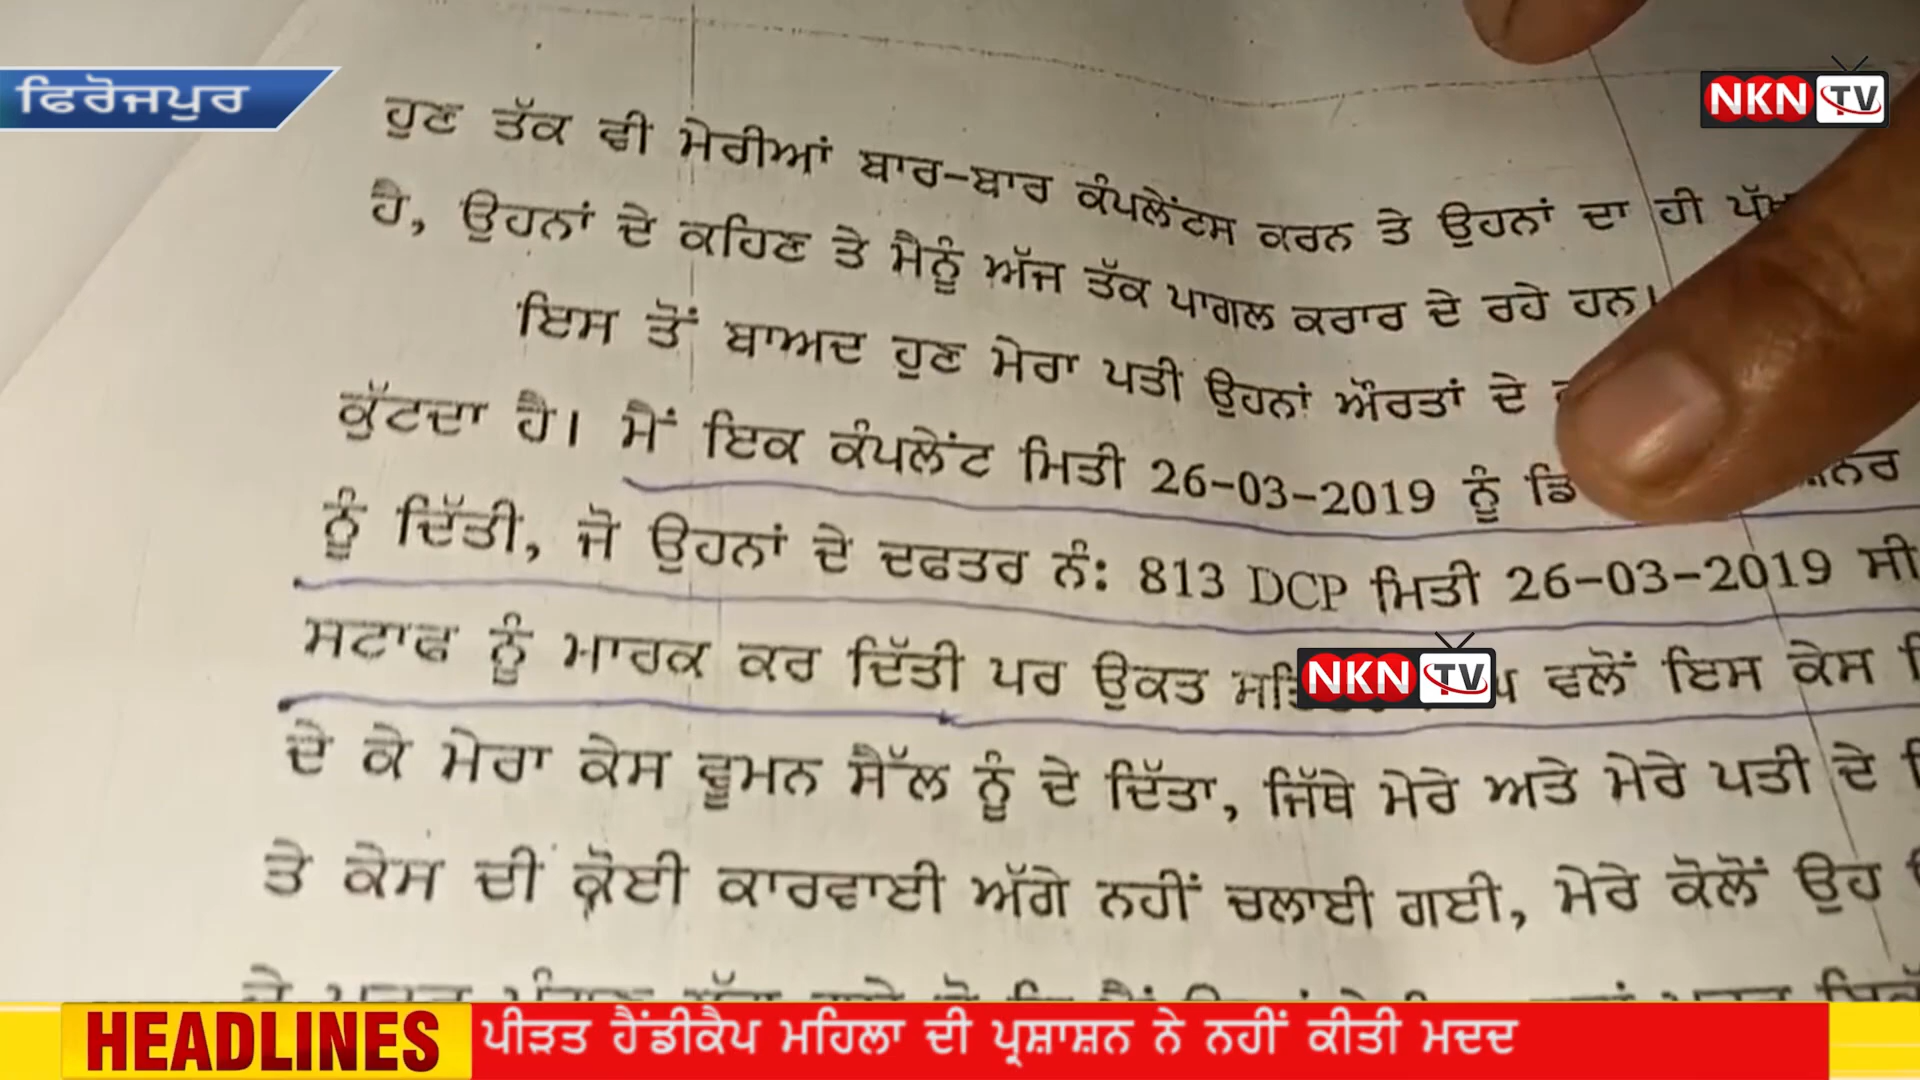 ਫਿਰੋਜਪੁਰ
NKN TV
ਹੁਣ ਤੱਕ ਵੀ ਮੇਰੀਆਂ ਬਾਰ-ਬਾਰ ਕੰਪਲੇਂਟਸ ਕਰਨ ਤੇ ਉਹਨਾਂ ਦਾ ਹੀ
ਹੈ, ਉਹਨਾਂ ਦੇ ਕਹਿਣ ਤੇ ਮੈਨੂੰ ਅੱਜ ਤੱਕ ਪਾਗਲ ਕਰਾਰ ਦੇ ਰਹੇ ਹਨ।
ਇਸ ਤੋਂ ਬਾਅਦ ਹੁਣ ਮੇਰਾ ਪਤੀ ਉਹਨਾਂ ਔਰਤਾਂ ਦੇ
ਕੁੱਟਦਾ ਹੈ। ਮੈਂ ਇਕ ਕੰਪਲੇਂਟ ਮਿਤੀ 26-03-2019 ਨੂੰ
ਨੂੰ ਦਿੱਤੀ, ਜੋ ਉਹਨਾਂ ਦੇ ਦਫਤਰ ਨੰ: 813 DCP ਮਿਤੀ 26-03-2019 ਸੀ
ਸਟਾਫ ਨੂੰ ਮਾਰਕ ਕਰ ਦਿੱਤੀ ਪਰ ਉਕਤ ਵਲੋਂ ਇਸ ਕੇਸ
NKN TV
ਦੇ ਕੇ ਮੇਰਾ ਕੇਸ ਵੂਮਨ ਸੈੱਲ ਨੂੰ ਦੇ ਦਿੱਤਾ, ਜਿੱਥੇ ਮੇਰੇ ਅਤੇ ਮੇਰੇ ਪਤੀ ਦੇ
ਤੇ ਕੇਸ ਦੀ ਕੋਈ ਕਾਰਵਾਈ ਅੱਗੇ ਨਹੀਂ ਚਲਾਈ ਗਈ, ਮੇਰੇ ਕੋਲੋਂ ਉਹ
HEADLINES ਪੀੜਤ ਹੈਂਡੀਕੈਪ ਮਹਿਲਾ ਦੀ ਪ੍ਰਸ਼ਾਸ਼ਨ ਨੇ ਨਹੀਂ ਕੀਤੀ ਮਦਦ